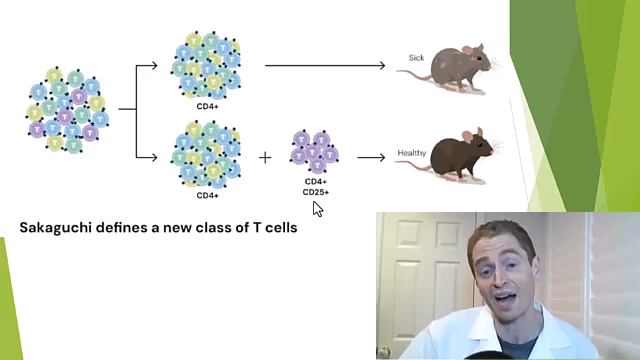 T T T T T T T T
CD4+
Sick
CD4+
+
CD4+
CD25+
Healthy
Sakaguchi defines a new class of T cells